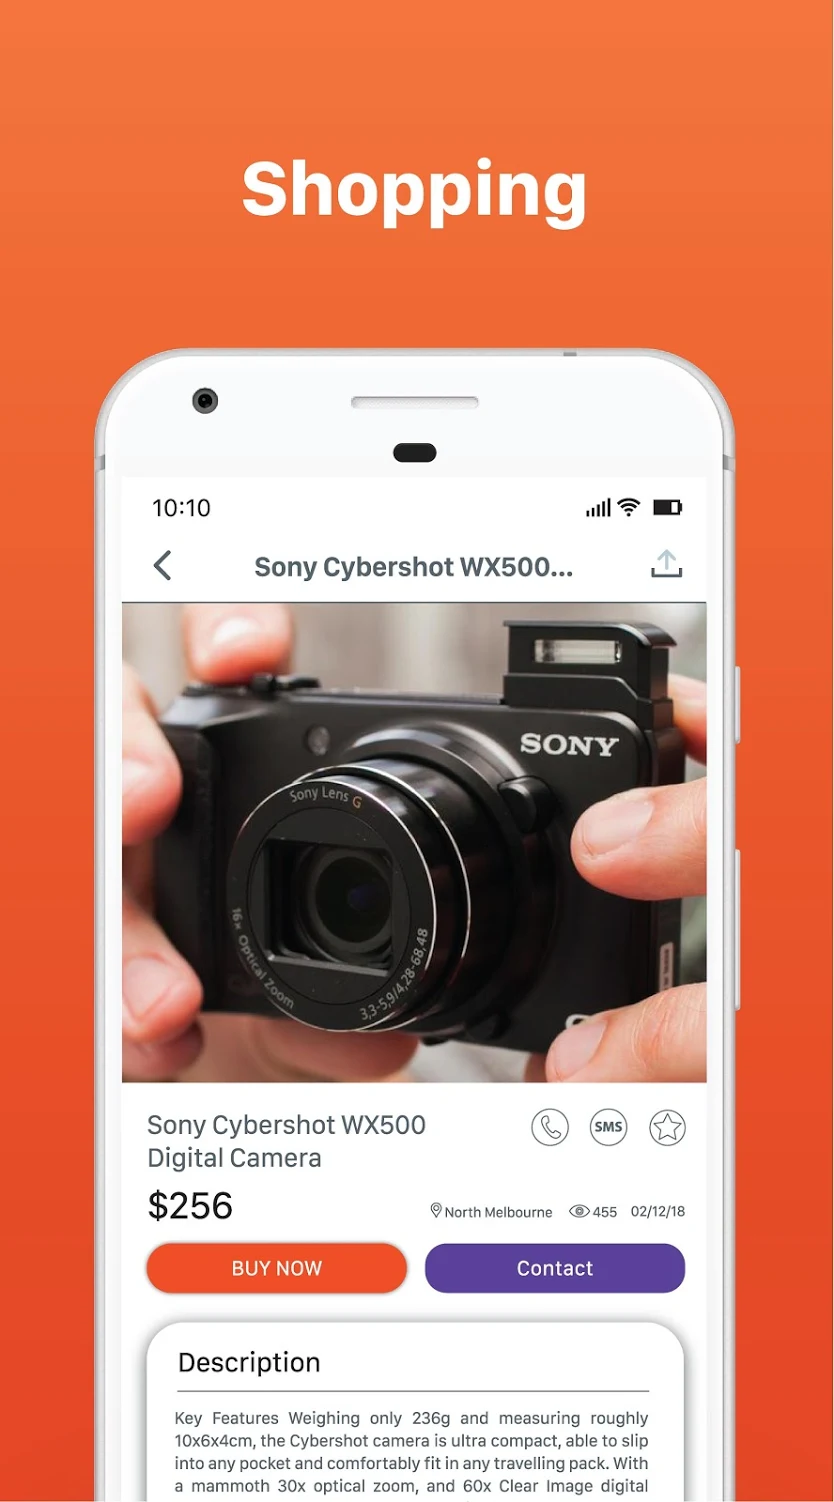 Shopping
10:10
Sony Cybershot WX500...
SONY
Sony Lens G
16x Optical Zoom
3,3-5,9/4,28-68,48
Sony Cybershot WX500
Digital Camera
SMS
$256
North Melbourne 455 02/12/18
BUY NOW
Contact
Description
Key Features Weighing only 236g and measuring roughly
10x6x4cm, the Cybershot camera is ultra compact, able to slip
into any pocket and comfortably fit in any travelling pack. With
a mammoth 30x optical zoom, and 60x Clear Image digital